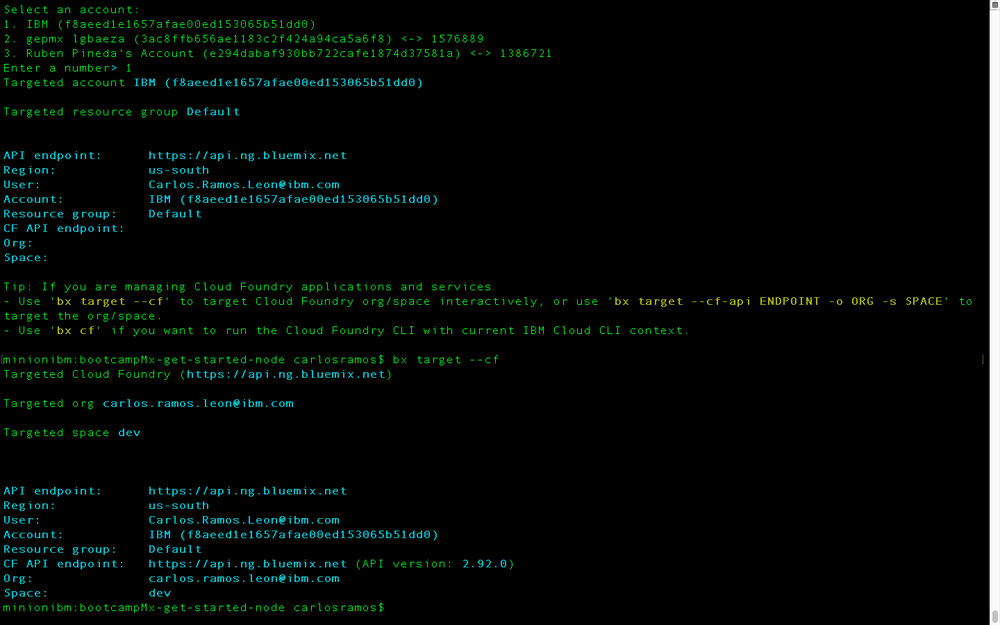 Select an account:
1. IBM (f8aeed1e1657afae00ed153065b51dd0)
2. gepmx lgbaeza (3ac8ffb656ae1183c2f424a94ca5a6f8) <-> 1576889
3. Ruben Pineda's Account (e294dabaf930bb722cafe1874d37581a) <-> 1386721
Enter a number> 1
Targeted account IBM (f8aeed1e1657afae00ed153065b51dd0)
Targeted resource group Default
API endpoint: https://api.ng.bluemix.net
Region: us-south
User: Carlos.Ramos.Leon@ibm.com
Account: IBM (f8aeed1e1657afae00ed153065b51dd0)
Resource group: Default
CF API endpoint:
Org:
Space:
Tip: If you are managing Cloud Foundry applications and services
- Use 'bx target --cf' to target Cloud Foundry org/space interactively, or use 'bx target --cf-api ENDPOINT -o ORG -s SPACE' to
target the org/space.
- Use 'bx cf' if you want to run the Cloud Foundry CLI with current IBM Cloud CLI context.
[minionibm:bootcampMx-get-started-node carlosramos$ bx target --cf ]
Targeted Cloud Foundry (https://api.ng.bluemix.net)
Targeted org carlos.ramos.leon@ibm.com
Targeted space dev
API endpoint: https://api.ng.bluemix.net
Region: us-south
User: Carlos.Ramos.Leon@ibm.com
Account: IBM (f8aeed1e1657afae00ed153065b51dd0)
Resource group: Default
CF API endpoint: https://api.ng.bluemix.net (API version: 2.92.0)
Org: carlos.ramos.leon@ibm.com
Space: dev
minionibm:bootcampMx-get-started-node carlosramos$